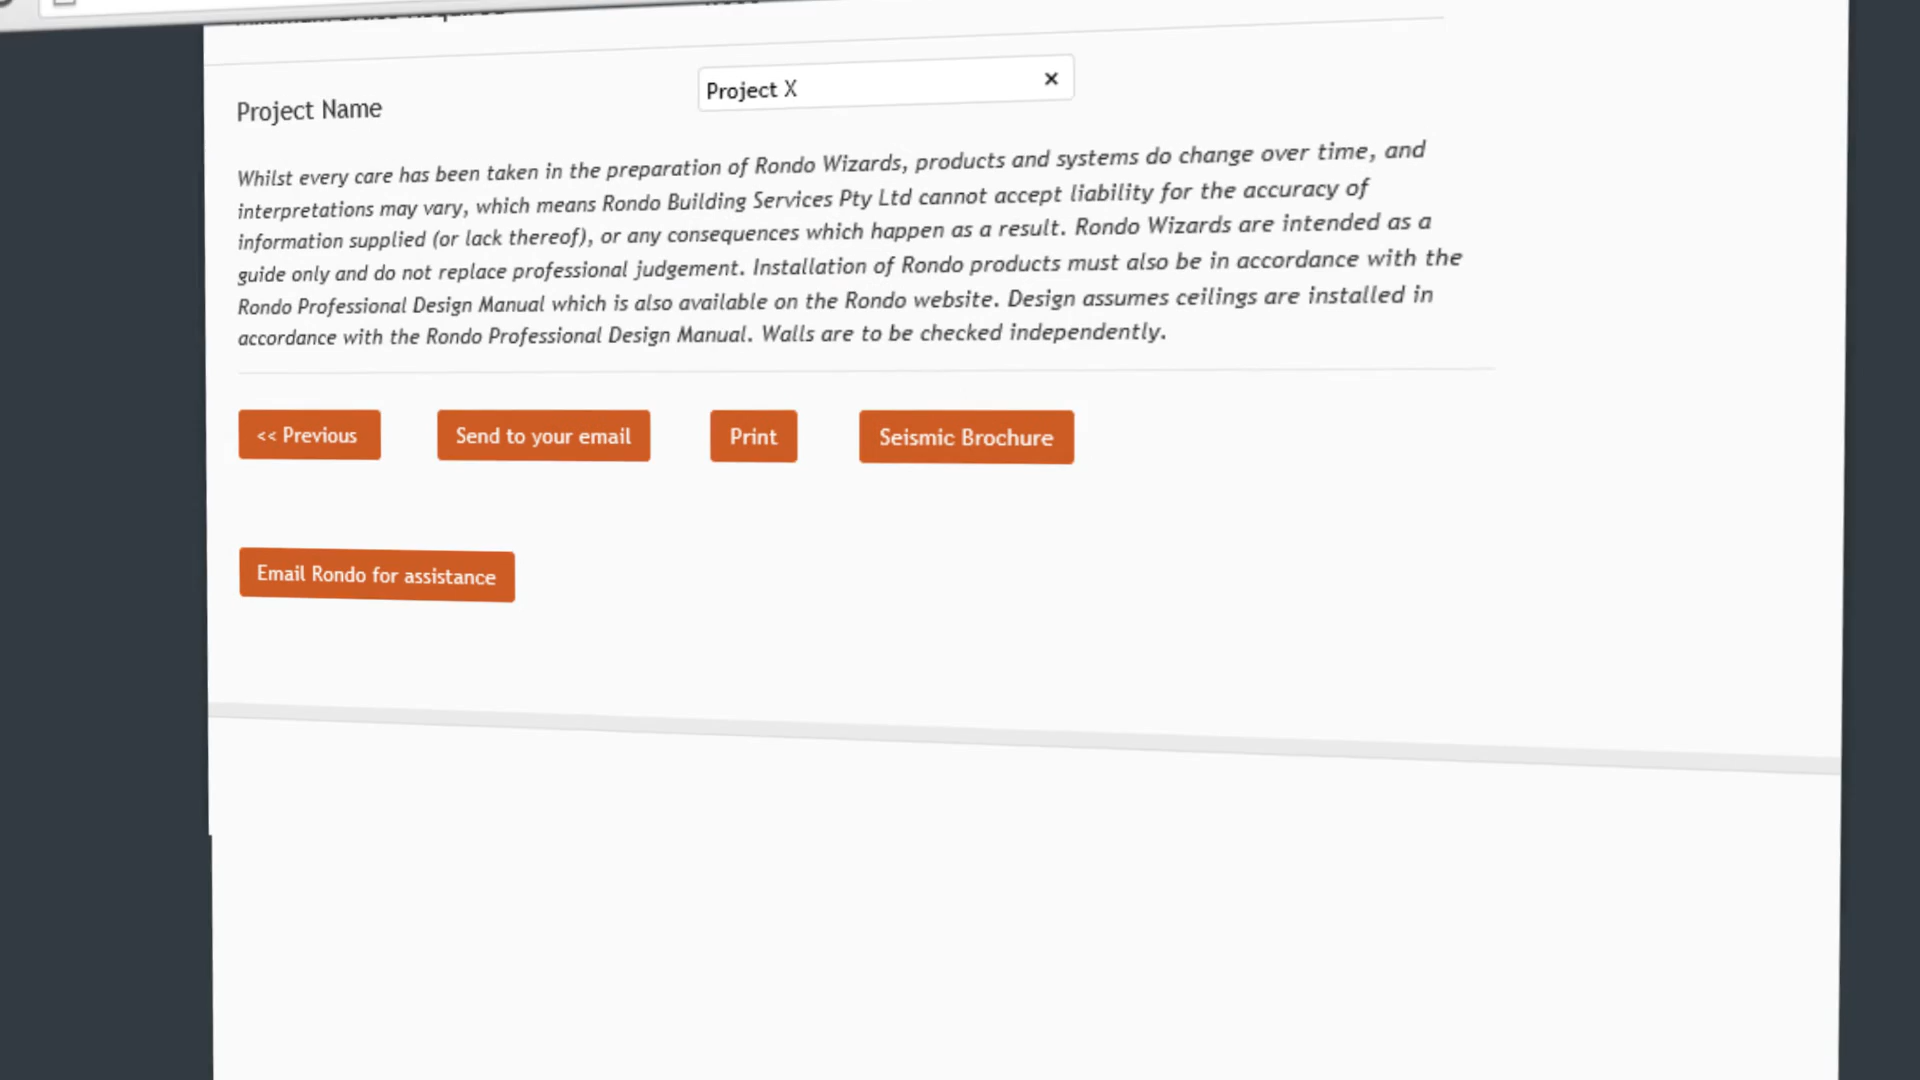 Project Name
Project X ×
Whilst every care has been taken in the preparation of Rondo Wizards, products and systems do change over time, and
interpretations may vary, which means Rondo Building Services Pty Ltd cannot accept liability for the accuracy of
information supplied (or lack thereof), or any consequences which happen as a result. Rondo Wizards are intended as a
guide only and do not replace professional judgement. Installation of Rondo products must also be in accordance with the
Rondo Professional Design Manual which is also available on the Rondo website. Design assumes ceilings are installed in
accordance with the Rondo Professional Design Manual. Walls are to be checked independently.
<< Previous
Send to your email
Print
Seismic Brochure
Email Rondo for assistance